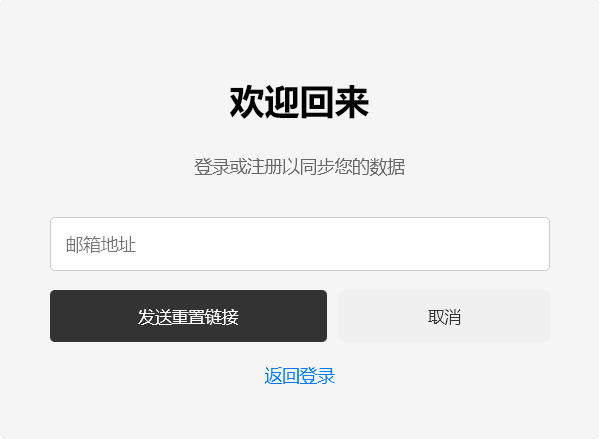 欢迎回来
登录或注册以同步您的数据
邮箱地址
发送重置链接
取消
返回登录